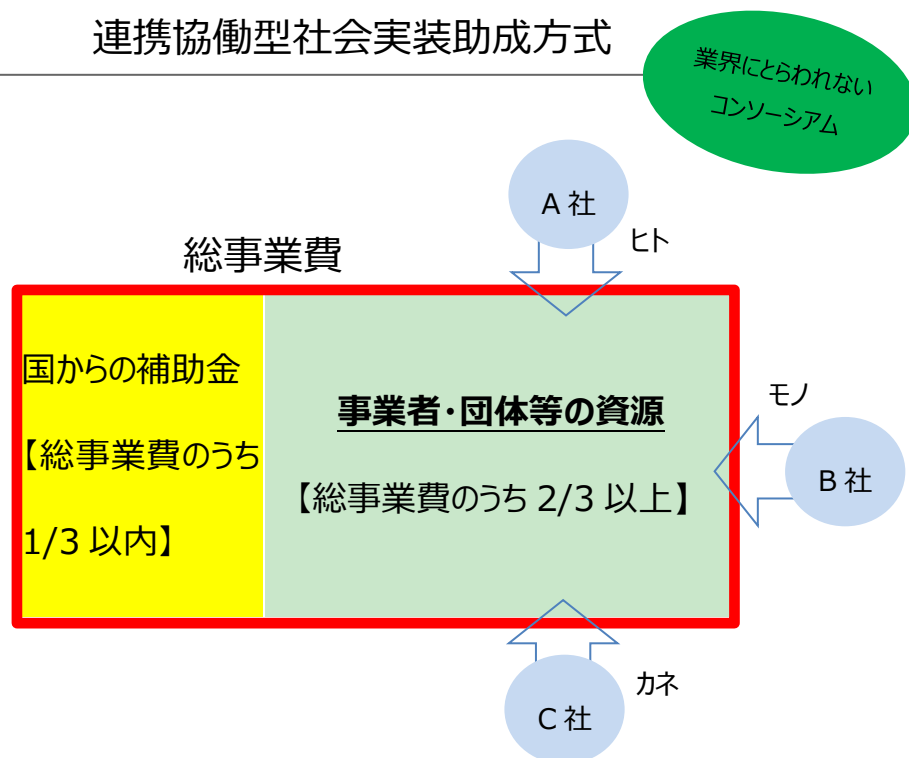 連携協働型社会実装助成方式
業界にとらわれない
コンソーシアム
A 社
ヒト
総事業費
国からの補助金
【総事業費のうち
1/3 以内】
事業者・団体等の資源
【総事業費のうち 2/3 以上】
モノ
B 社
カネ
C 社